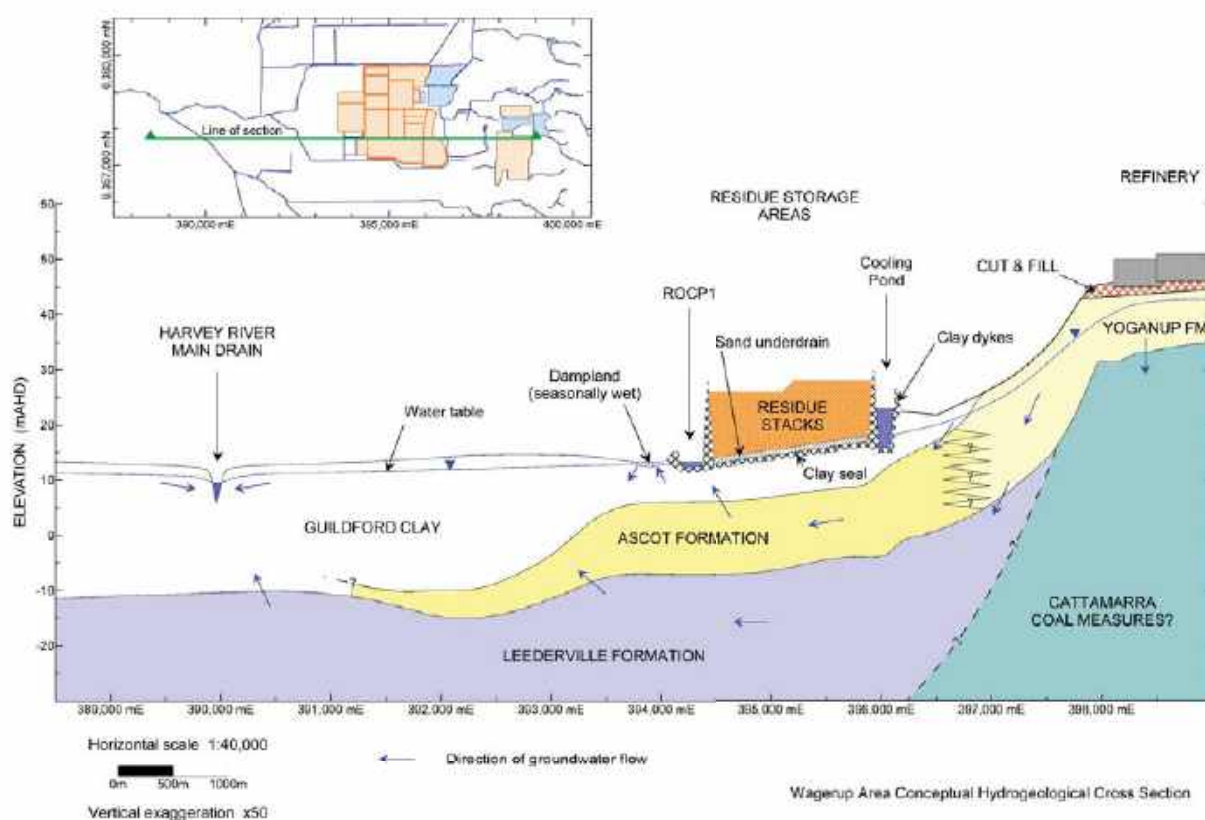 6,360,000 mN
6,357,000 mN
Line of section
390,000 mE
395,000 mE
400,000 mE
RESIDUE STORAGE
AREAS
REFINERY
Cooling
Pond
CUT & FILL
ROCP1
HARVEY RIVER
MAIN DRAIN
YOGANUP FM
Sand underdrain
Clay dykes
Dampland
(seasonally wet)
Water table
RESIDUE
STACKS
Clay seal
ELEVATION (mAHD)
60
50
40
30
20
10
0
-10
-20
GUILDFORD CLAY
ASCOT FORMATION
?
?
?
CATTAMARRA
COAL MEASURES?
LEEDERVILLE FORMATION
389,000 mE
390,000 mE
391,000 mE
392,000 mE
393,000 mE
394,000 mE
395,000 mE
396,000 mE
397,000 mE
398,000 mE
Horizontal scale 1:40,000
0m
500m
1000m
Direction of groundwater flow
Vertical exaggeration x50
Wagerup Area Conceptual Hydrogeological Cross Section